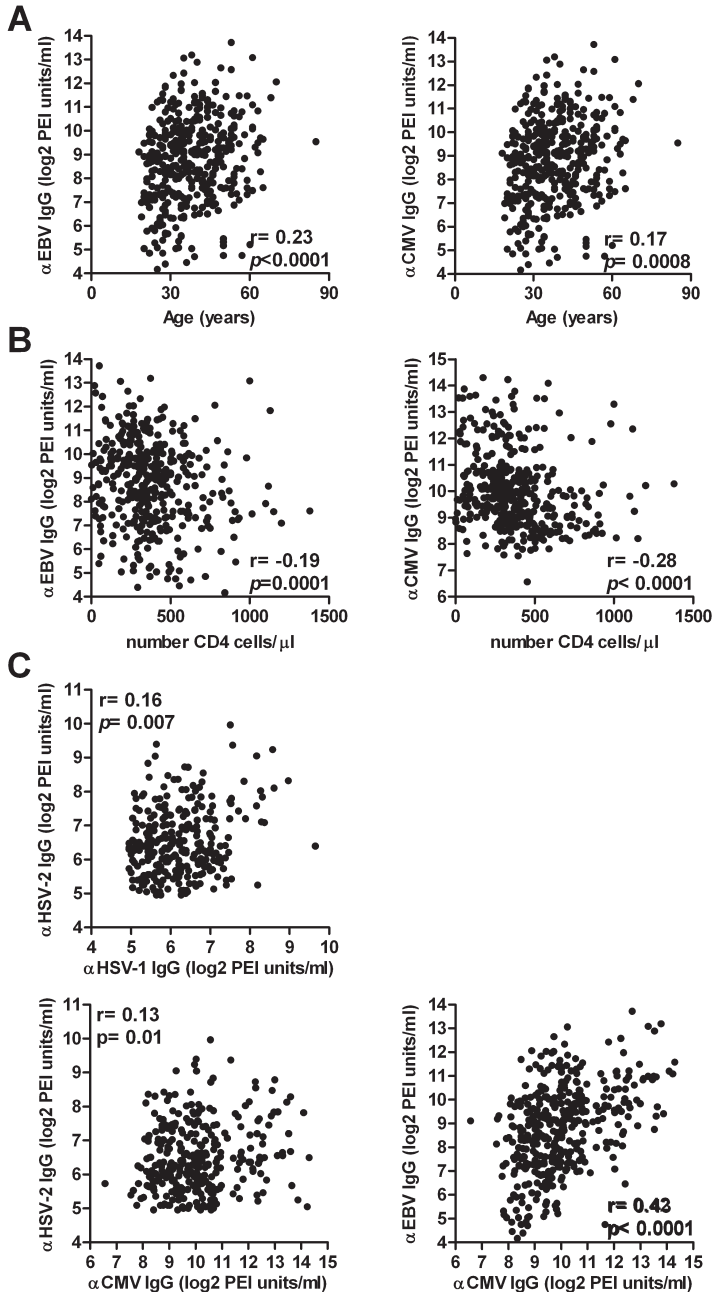 A
αEBV IgG (log2 PEI units/ml)
14
13
12
11
10
9
8
7
6
5
4
r= 0.23
p<0.0001
0 30 60 90
Age (years)
αCMV IgG (log2 PEI units/ml)
14
13
12
11
10
9
8
7
6
5
4
r= 0.17
p= 0.0008
0 30 60 90
Age (years)
B
αEBV IgG (log2 PEI units/ml)
14
13
12
11
10
9
8
7
6
5
4
r= -0.19
p=0.0001
0 500 1000 1500
number CD4 cells/ μl
αCMV IgG (log2 PEI units/ml)
15
14
13
12
11
10
9
8
7
6
r= -0.28
p< 0.0001
0 500 1000 1500
number CD4 cells/ μl
C
αHSV-2 IgG (log2 PEI units/ml)
11
10
9
8
7
6
5
4
r= 0.16
p= 0.007
4 5 6 7 8 9 10
αHSV-1 IgG (log2 PEI units/ml)
αHSV-2 IgG (log2 PEI units/ml)
11
10
9
8
7
6
5
4
r= 0.13
p= 0.01
6 7 8 9 10 11 12 13 14 15
αCMV IgG (log2 PEI units/ml)
αEBV IgG (log2 PEI units/ml)
14
13
12
11
10
9
8
7
6
5
4
r= 0.43
p< 0.0001
6 7 8 9 10 11 12 13 14 15
αCMV IgG (log2 PEI units/ml)